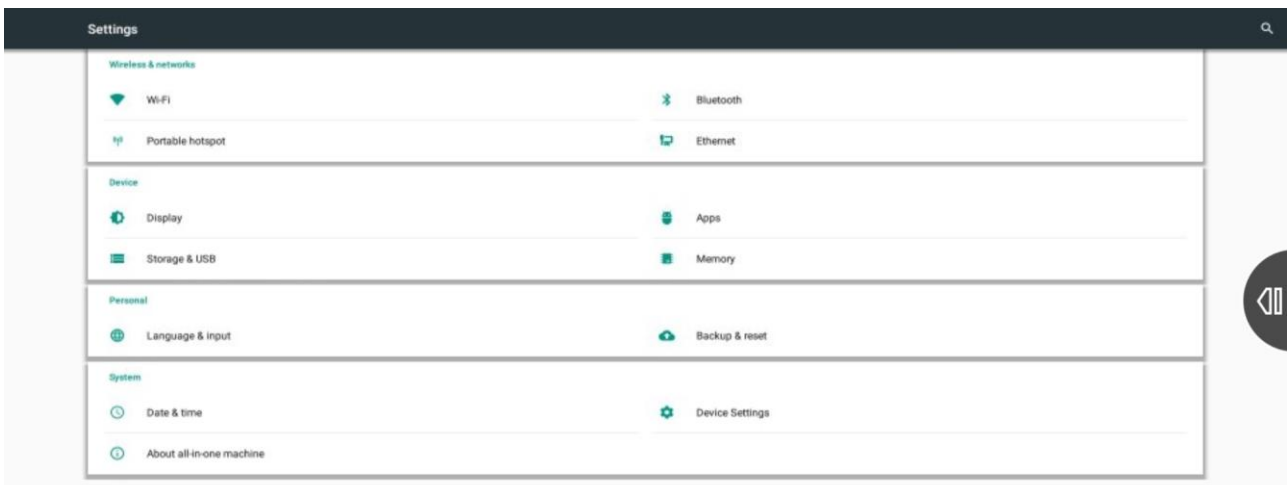 Settings
Wireless & networks
Wi-Fi
Bluetooth
Portable hotspot
Ethernet
Device
Display
Apps
Storage & USB
Memory
Personal
Language & input
Backup & reset
System
Date & time
Device Settings
About all-in-one machine